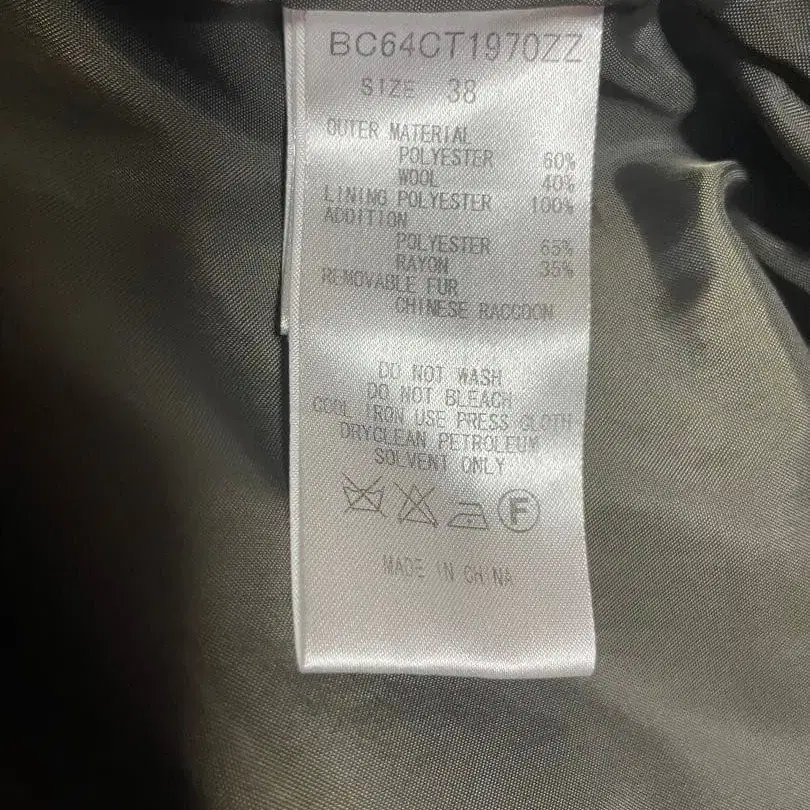 BC64CT1970ZZ
SIZE 38
OUTER MATERIAL
POLYESTER 60%
WOOL 40%
LINING POLYESTER 100%
ADDITION
POLYESTER 65%
RAYON 35%
REMOVABLE FUR
CHINESE RACCOON
DO NOT WASH
DO NOT BLEACH
COOL IRON USE PRESS CLOTH
DRYCLEAN PETROLEUM
SOLVENT ONLY
F
MADE IN CHINA